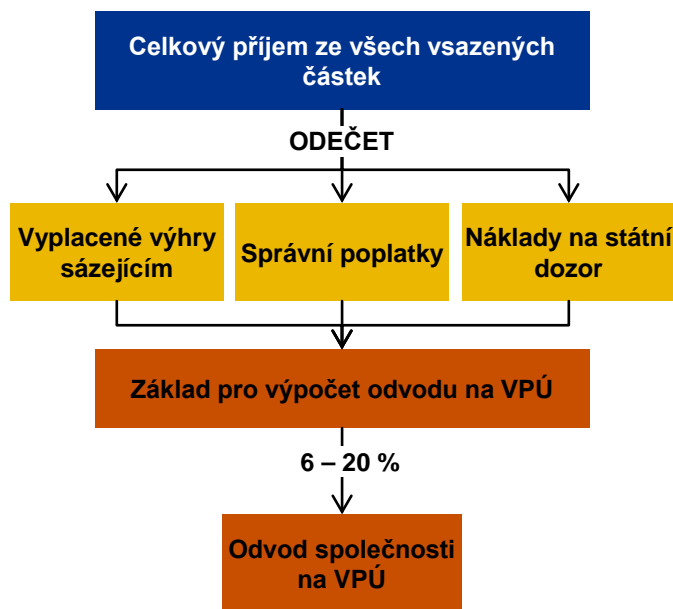 Celkový příjem ze všech vsazených
částek
ODEČET
Vyplacené výhry
sázejícím
Správní poplatky
Náklady na státní
dozor
Základ pro výpočet odvodu na VPÚ
6 – 20 %
Odvod společnosti
na VPÚ